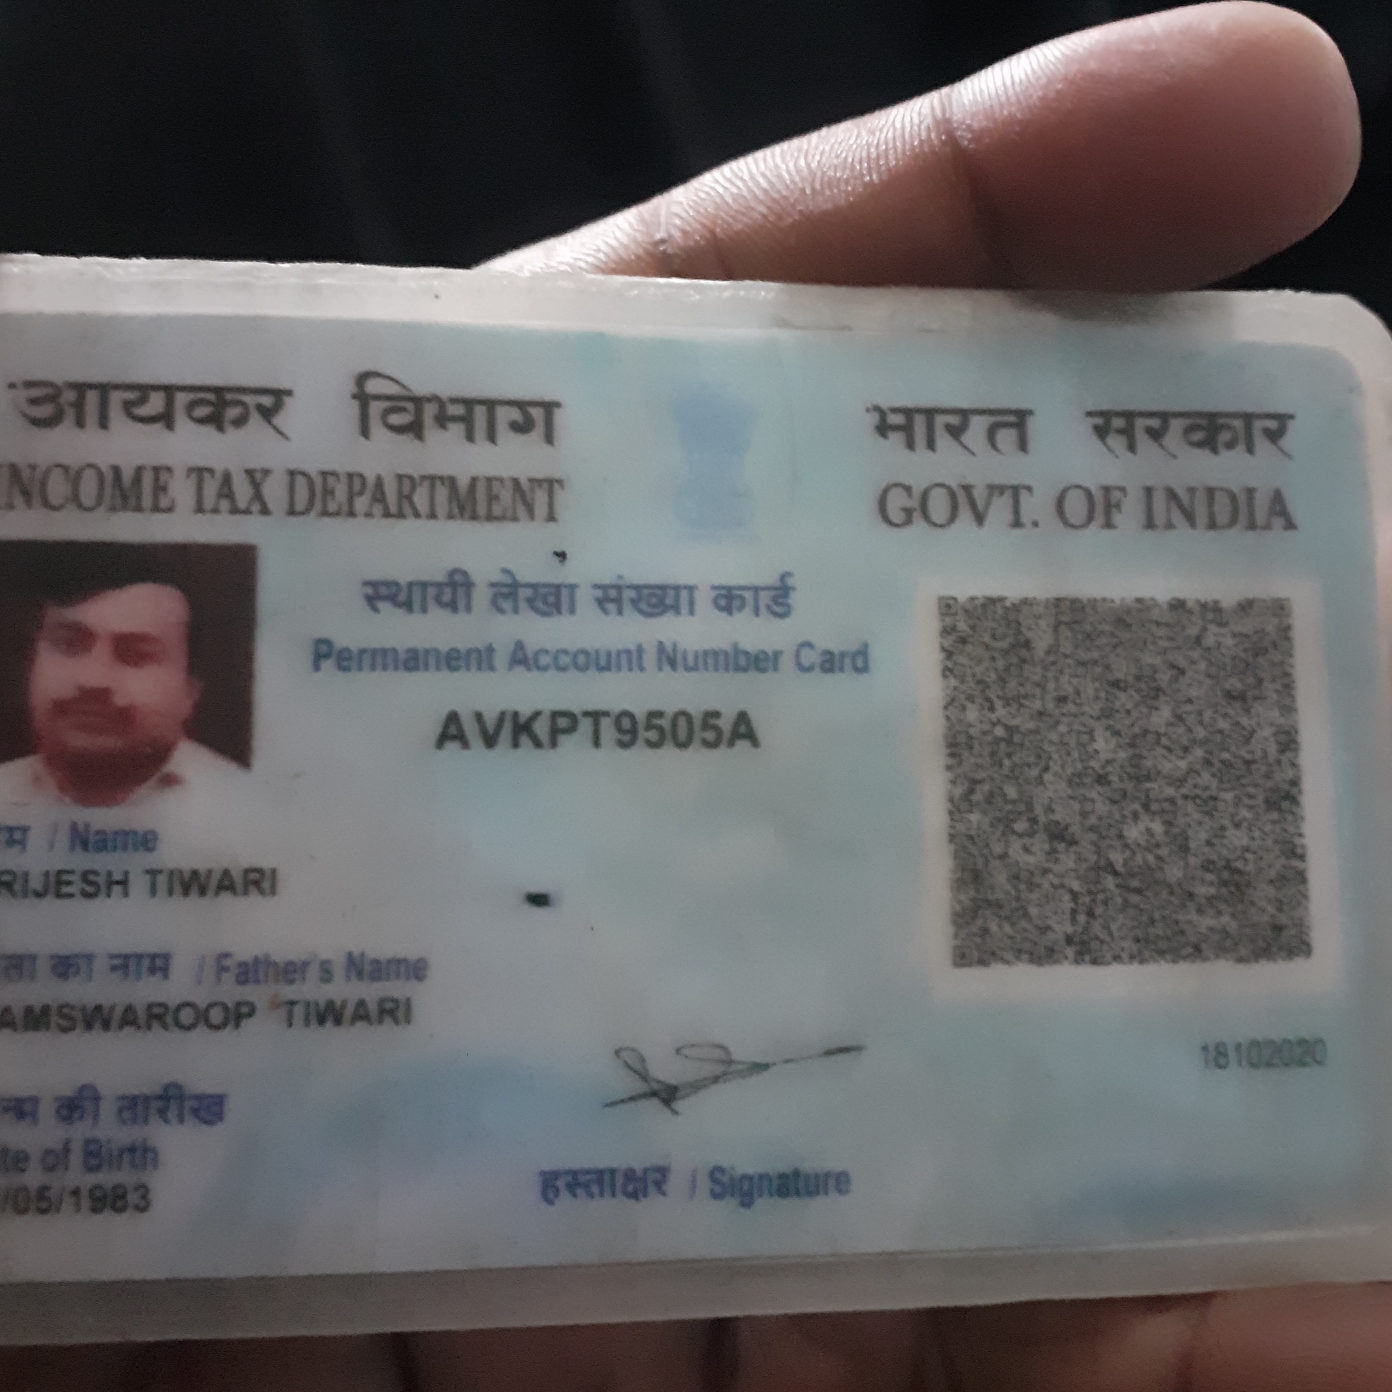 आयकर विभाग
INCOME TAX DEPARTMENT
भारत सरकार
GOVT. OF INDIA
स्थायी लेखा संख्या कार्ड
Permanent Account Number Card
AVKPT9505A
/ Name
RIJESH TIWARI
का नाम / Father's Name
AMSWAROOP TIWARI
की तारीख
te of Birth
/05/1983
हस्ताक्षर / Signature
18102020